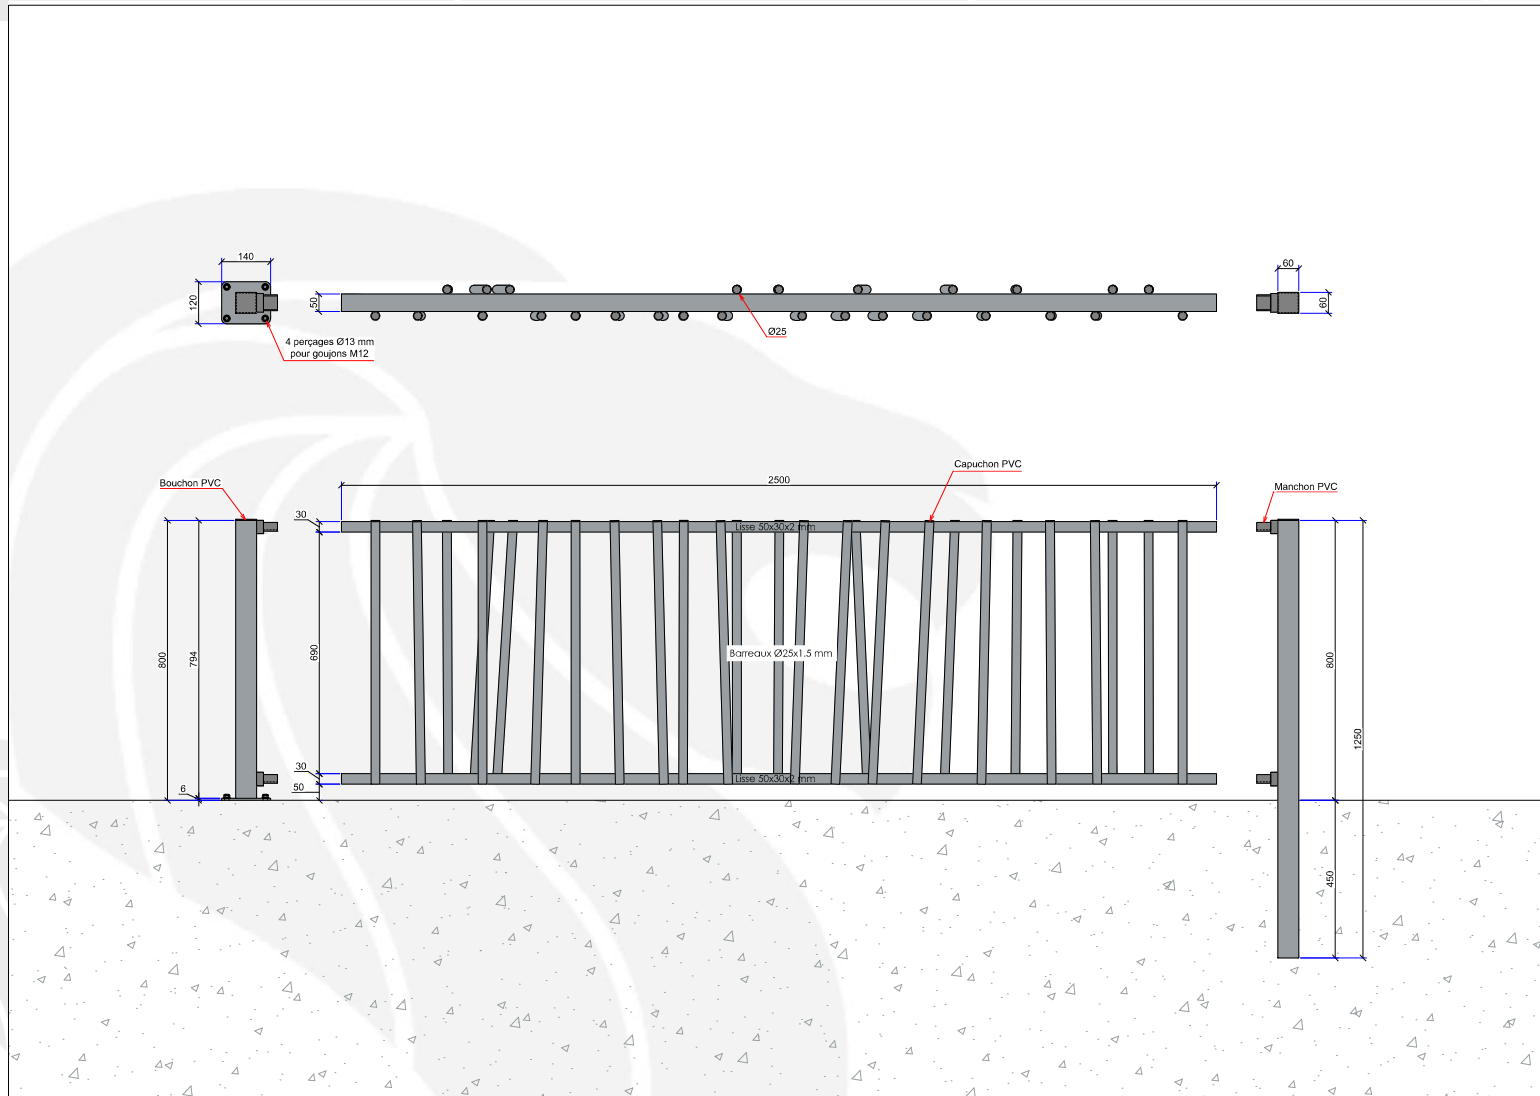 140
60
120
50
60
Ø25
4 perçages Ø13 mm
pour goujons M12
Capuchon PVC
2500
Bouchon PVC
Manchon PVC
30
Lisse 50x30x2 mm
800
794
690
Barreaux Ø25x1.5 mm
800
1250
30
Lisse 50x30x2 mm
6
50
450